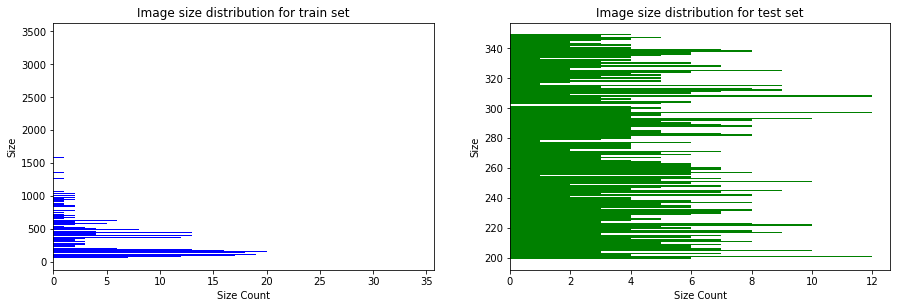 Image size distribution for train set
Size
3500
3000
2500
2000
1500
1000
500
0
0 5 10 15 20 25 30 35
Size Count
Image size distribution for test set
Size
340
320
300
280
260
240
220
200
0 2 4 6 8 10 12
Size Count